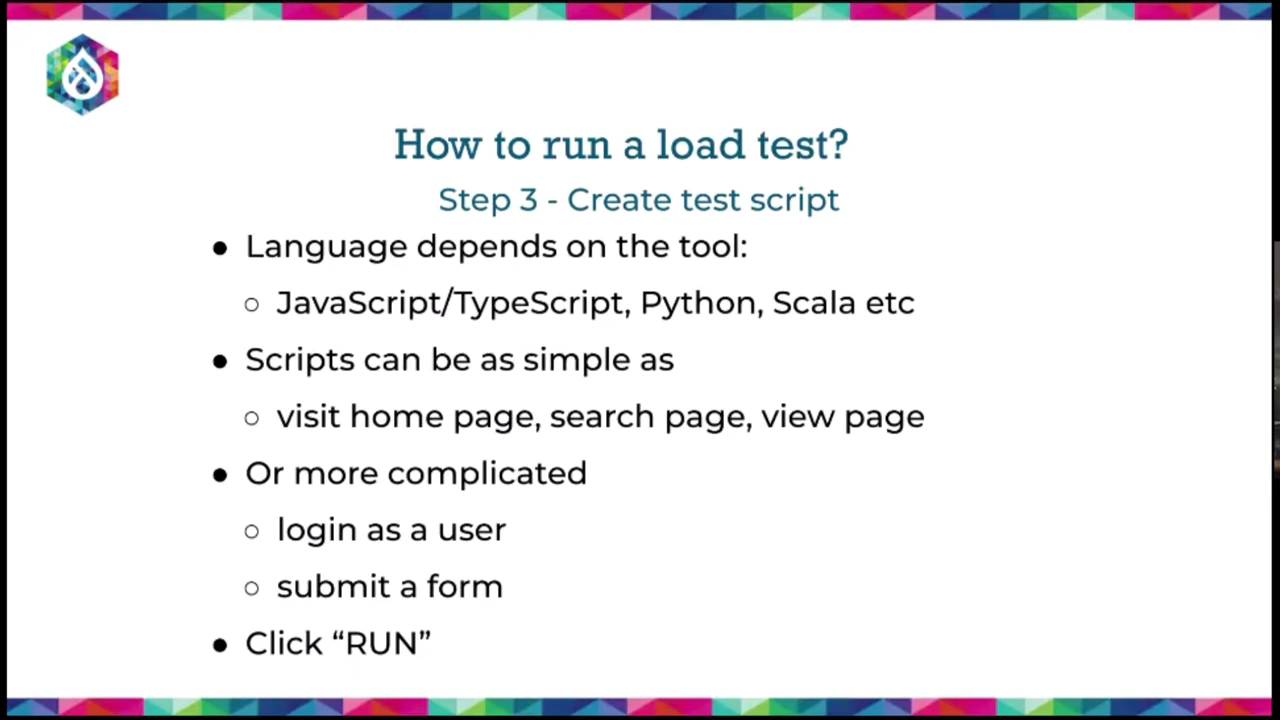 How to run a load test?
Step 3 - Create test script
● Language depends on the tool:
○ JavaScript/TypeScript, Python, Scala etc
● Scripts can be as simple as
○ visit home page, search page, view page
● Or more complicated
○ login as a user
○ submit a form
● Click “RUN”